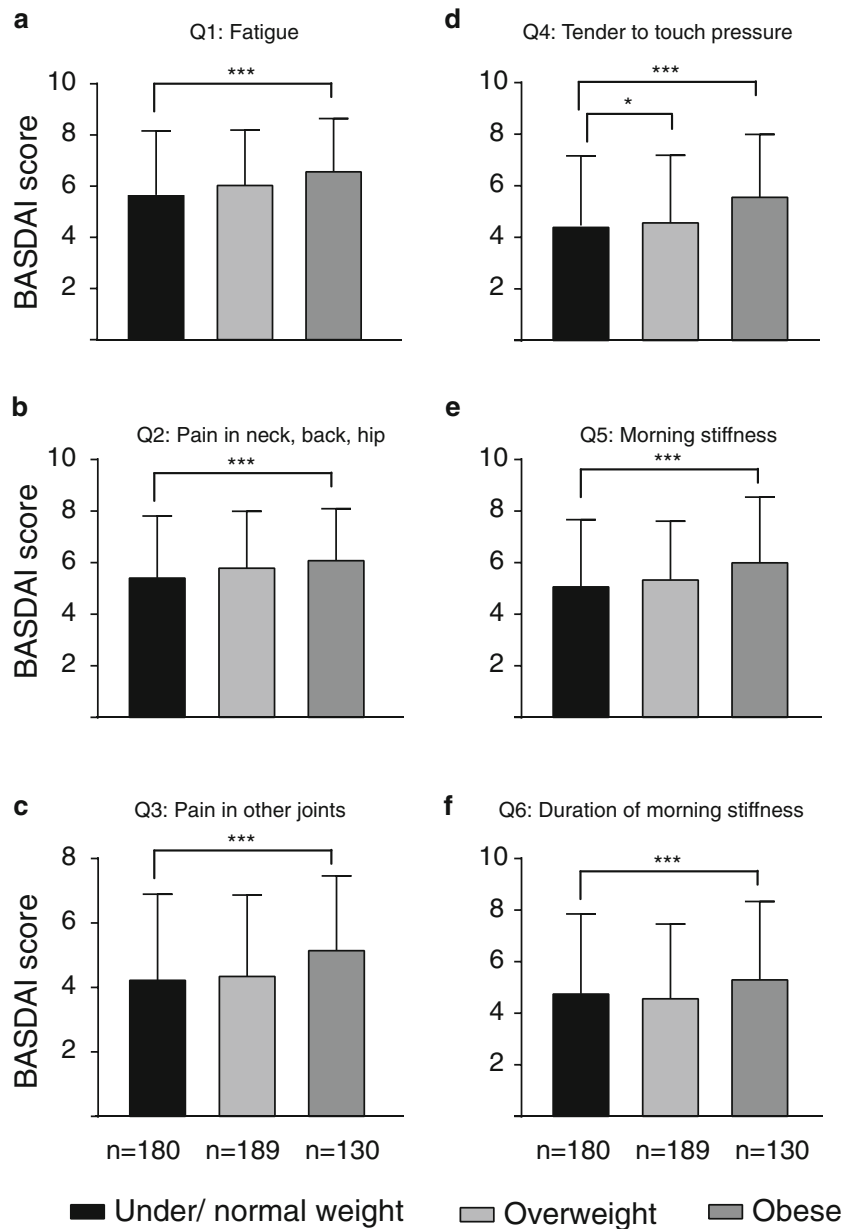 a
Q1: Fatigue
***
10
8
6
4
2
BASDAI score
d
Q4: Tender to touch pressure
***
*
10
8
6
4
2
b
Q2: Pain in neck, back, hip
***
10
8
6
4
2
BASDAI score
e
Q5: Morning stiffness
***
10
8
6
4
2
c
Q3: Pain in other joints
***
8
6
4
2
BASDAI score
n=180 n=189 n=130
f
Q6: Duration of morning stiffness
***
10
8
6
4
2
n=180 n=189 n=130
Under/ normal weight Overweight Obese